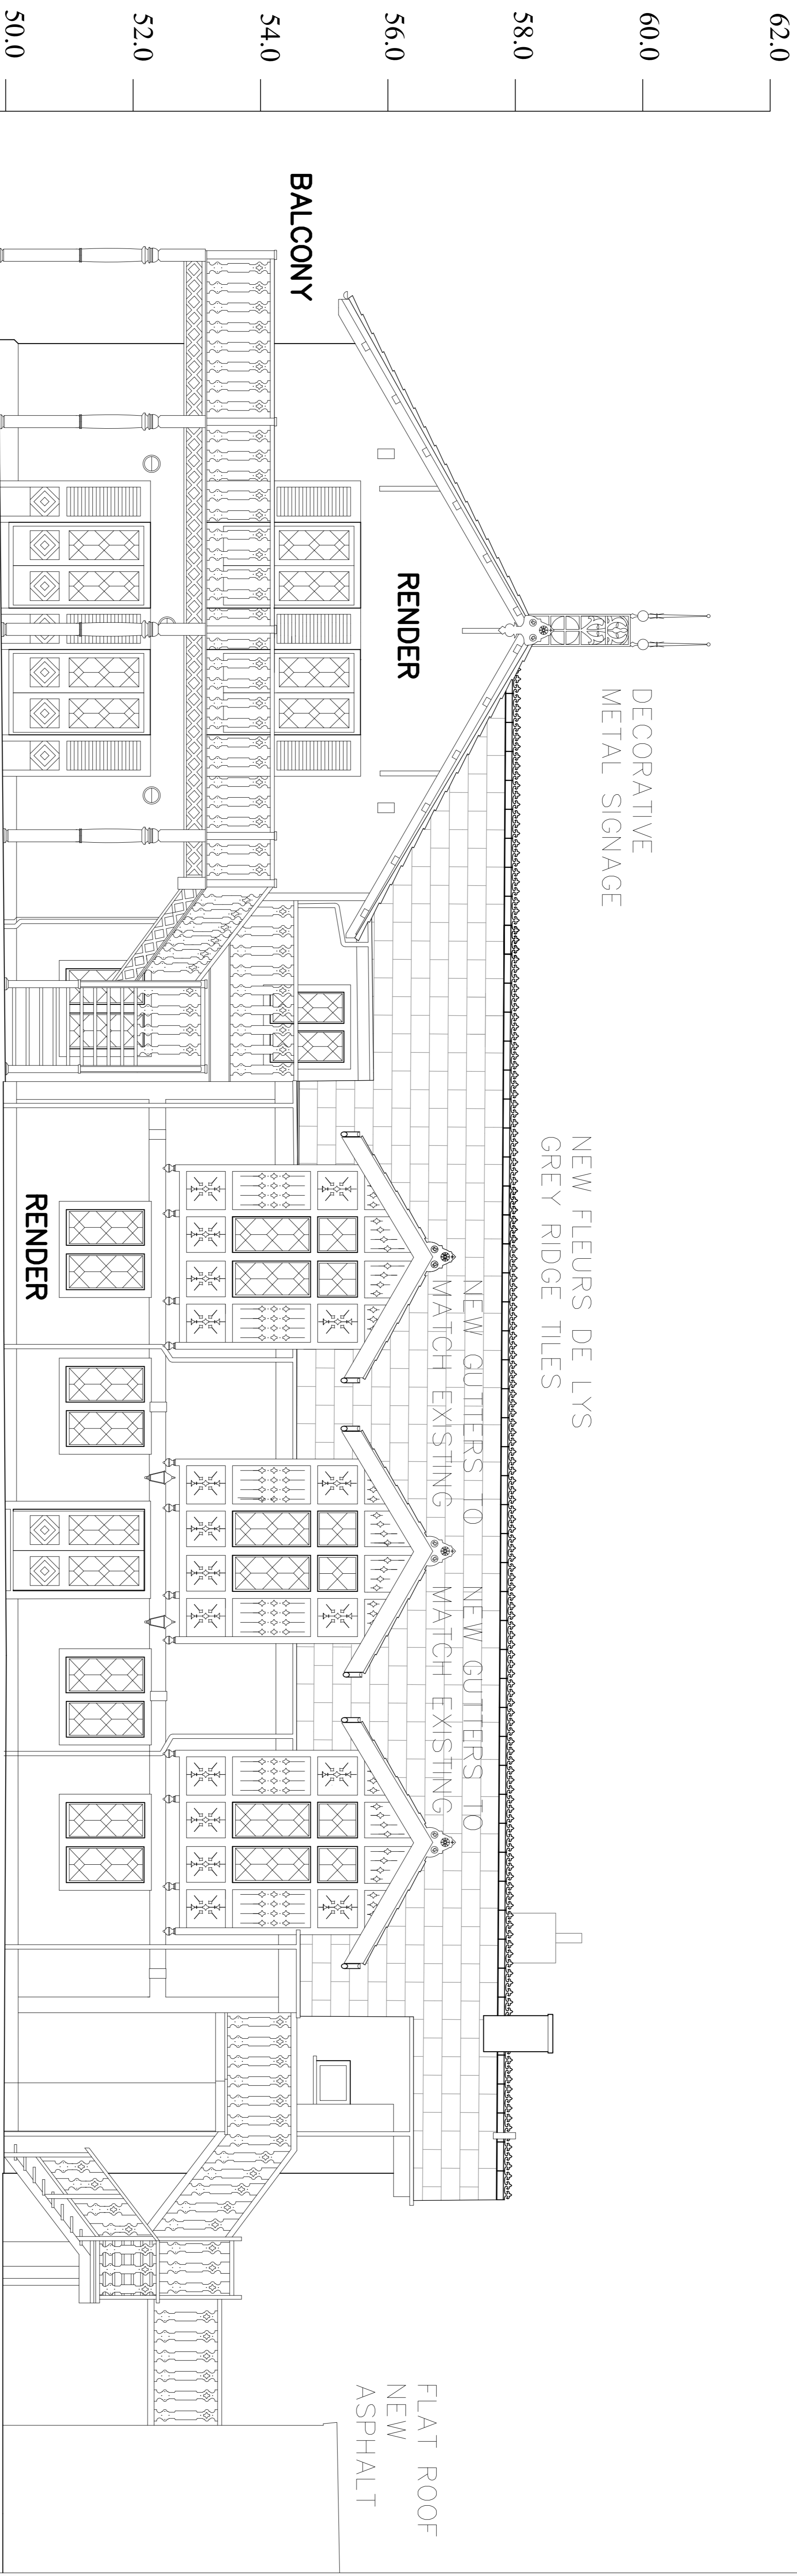 62.0
60.0
58.0
56.0
54.0
52.0
50.0
DECORATIVE
METAL SIGNAGE
BALCONY
RENDER
NEW FLEURS DE LYS
GREY RIDGE TILES
NEW GUTTERS TO
MATCH EXISTING
NEW GUTTERS TO
MATCH EXISTING
RENDER
FLAT ROOF
NEW
ASPHALT